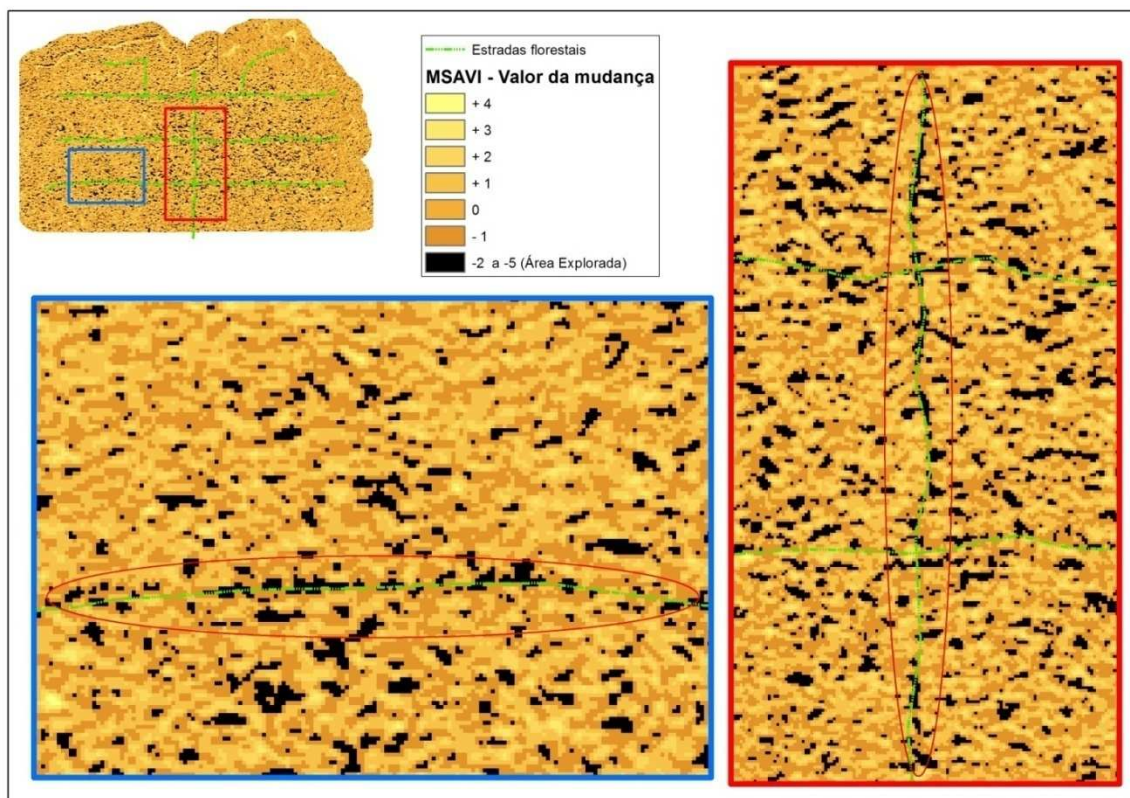 Estradas florestais
MSAVI - Valor da mudança
+ 4
+ 3
+ 2
+ 1
0
- 1
-2 a -5 (Área Explorada)